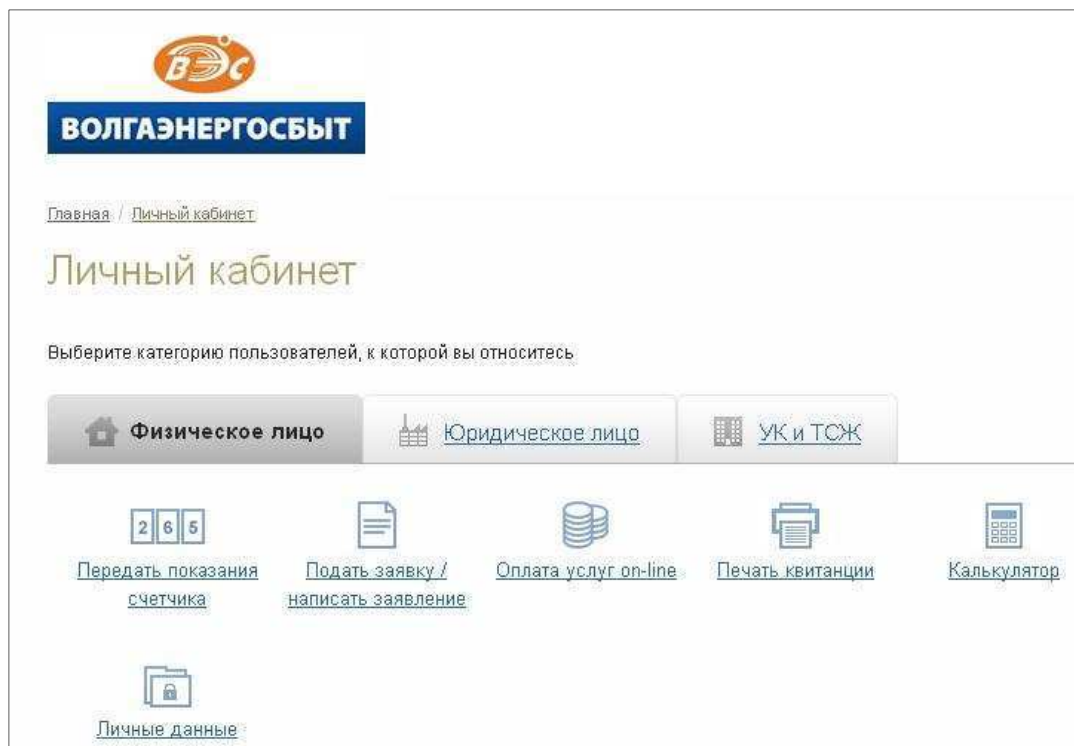 ВЭС
ВОЛГАЭНЕРГОСБЫТ
Главная / Личный кабинет
Личный кабинет
Выберите категорию пользователей, к которой вы относитесь
Физическое лицо Юридическое лицо УК и ТСЖ
2 6 5
Передать показания Подать заявку / Оплата услуг on-line Печать квитанции Калькулятор
счетчика написать заявление
Личные данные